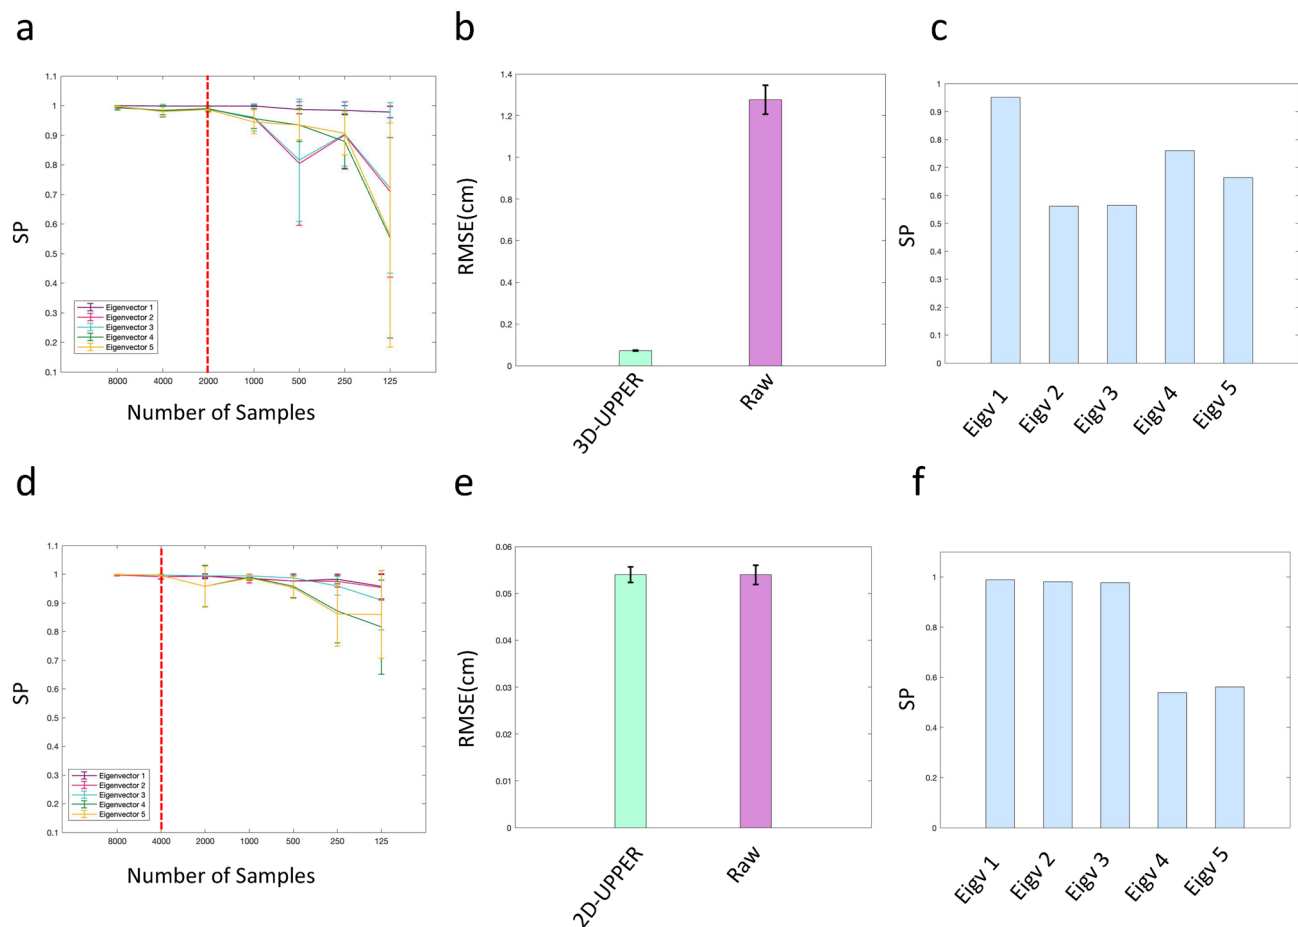 a
1.1
1
0.9
0.8
0.7
0.6
0.5
0.4
0.3
0.2
0.1
SP
Eigenvector 1
Eigenvector 2
Eigenvector 3
Eigenvector 4
Eigenvector 5
8000 4000 2000 1000 500 250 125
Number of Samples
b
1.4
1.2
1
0.8
0.6
0.4
0.2
0
RMSE(cm)
3D-UPPER Raw
c
1
0.9
0.8
0.7
0.6
0.5
0.4
0.3
0.2
0.1
0
SP
Eigv 1 Eigv 2 Eigv 3 Eigv 4 Eigv 5
d
1.1
1
0.9
0.8
0.7
0.6
0.5
0.4
0.3
0.2
0.1
SP
Eigenvector 1
Eigenvector 2
Eigenvector 3
Eigenvector 4
Eigenvector 5
8000 4000 2000 1000 500 250 125
Number of Samples
e
0.06
0.05
0.04
0.03
0.02
0.01
0
RMSE(cm)
2D-UPPER Raw
f
1
0.8
0.6
0.4
0.2
0
SP
Eigv 1 Eigv 2 Eigv 3 Eigv 4 Eigv 5